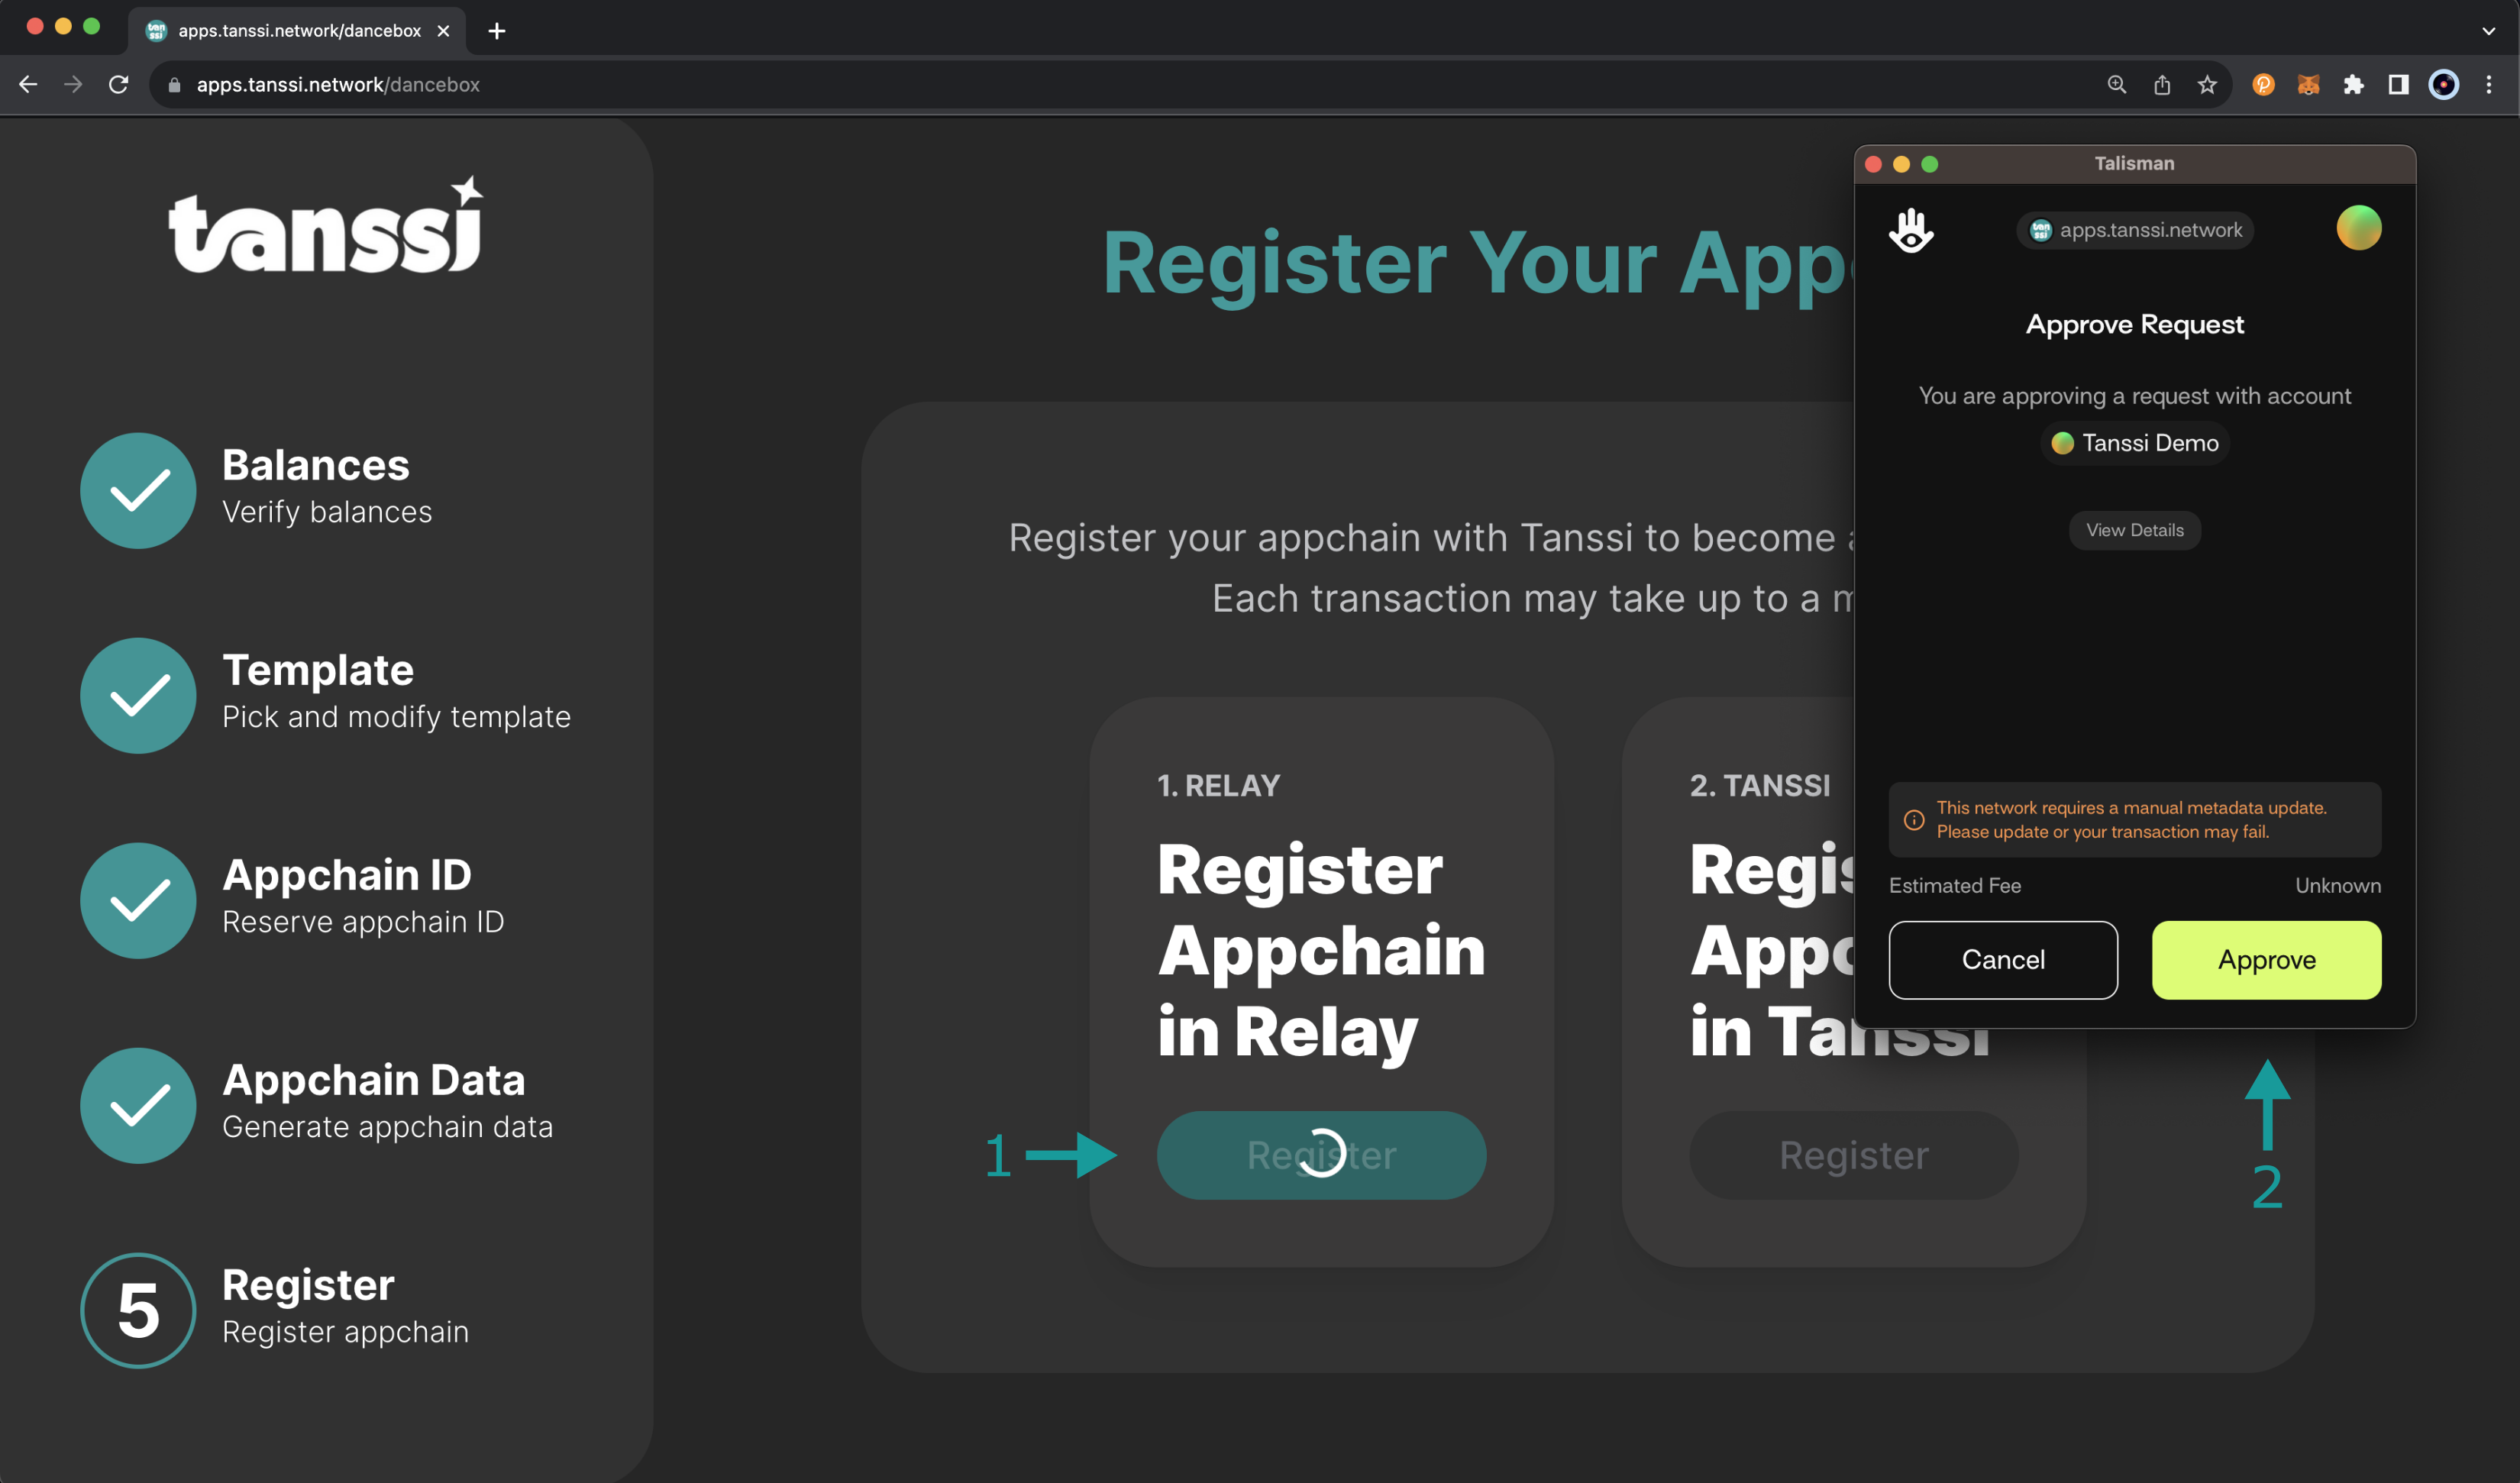 apps.tanssi.network/dancebox
apps.tanssi.network/dancebox
tanssi
Balances
Verify balances
Template
Pick and modify template
Appchain ID
Reserve appchain ID
Appchain Data
Generate appchain data
5
Register
Register appchain
Register Your App
Register your appchain with Tanssi to become
Each transaction may take up to a
1. RELAY
Register
Appchain
in Relay
1
Register
2. TANSSI
Regis
Appc
in Tanssi
Register
Talisman
tanssi apps.tanssi.network
Approve Request
You are approving a request with account
Tanssi Demo
View Details
This network requires a manual metadata update.
Please update or your transaction may fail.
Estimated Fee Unknown
Cancel Approve
2